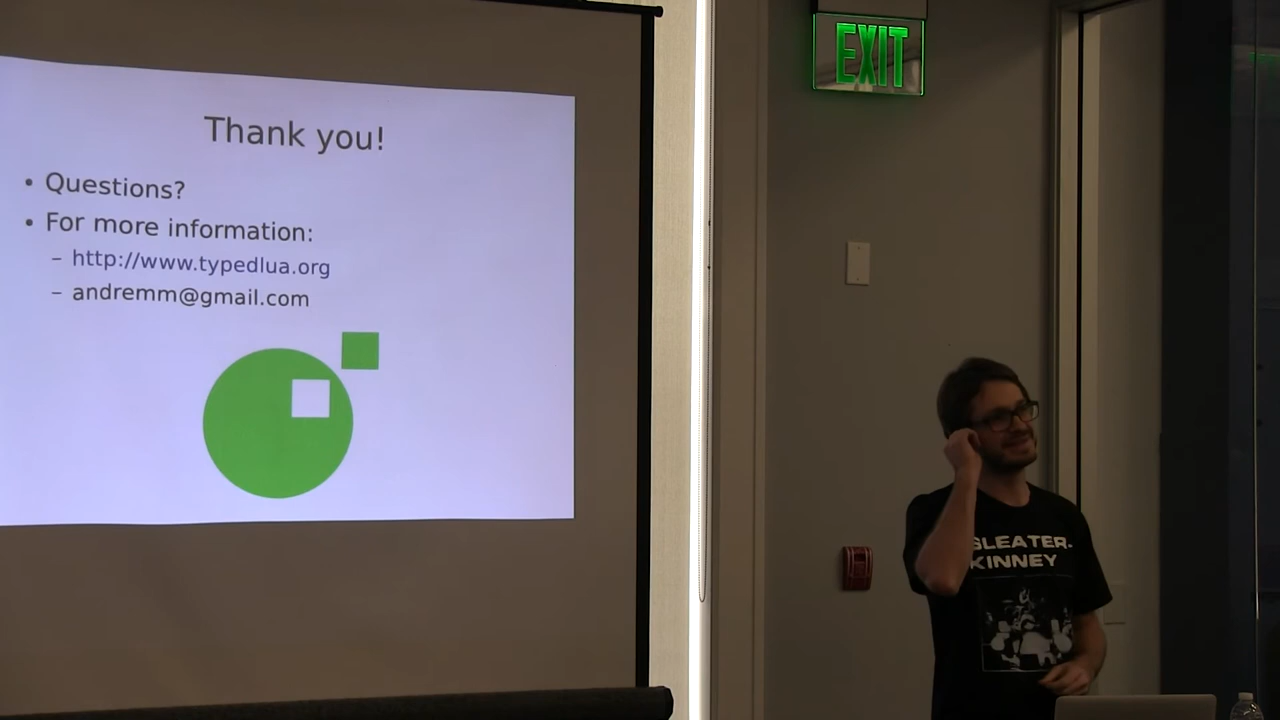 Thank you!
• Questions?
• For more information:
– http://www.typedlua.org
– andremm@gmail.com
EXIT
SLEATER-
KINNEY